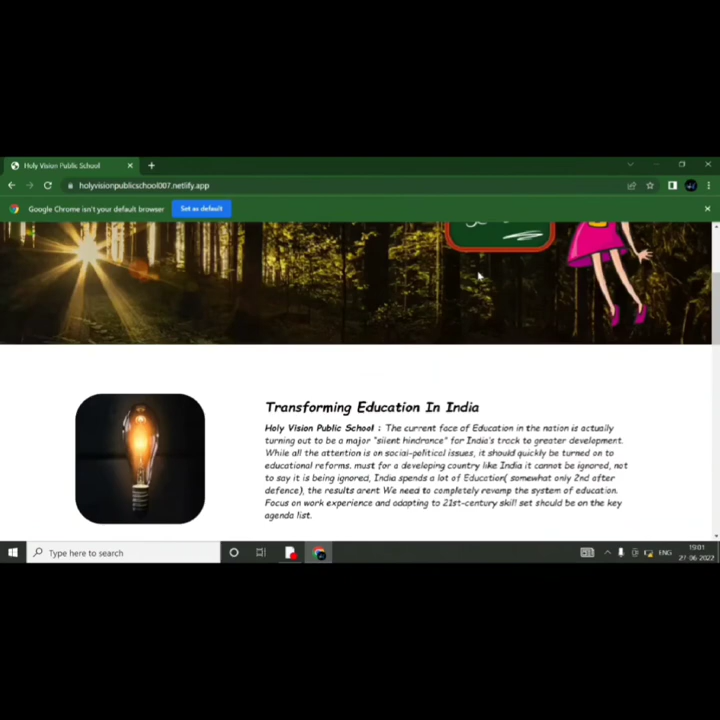 Holy Vision Public School
holyvisionpublicschool007.netlify.app
Google Chrome isn't your default browser
Set as default
Transforming Education In India
Holy Vision Public School : The current face of Education in the nation is actually
turning out to be a major "silent hindrance" for India's track to greater development.
While all the attention is on social-political issues, it should quickly be turned on to
educational reforms. must for a developing country like India it cannot be ignored, not
to say it is being ignored, India spends a lot of Education( somewhat only 2nd after
defence), the results arent We need to completely revamp the system of education.
Focus on work experience and adapting to 21st-century skill set should be on the key
agenda list.
Type here to search
ENG
19:01
27-06-2022